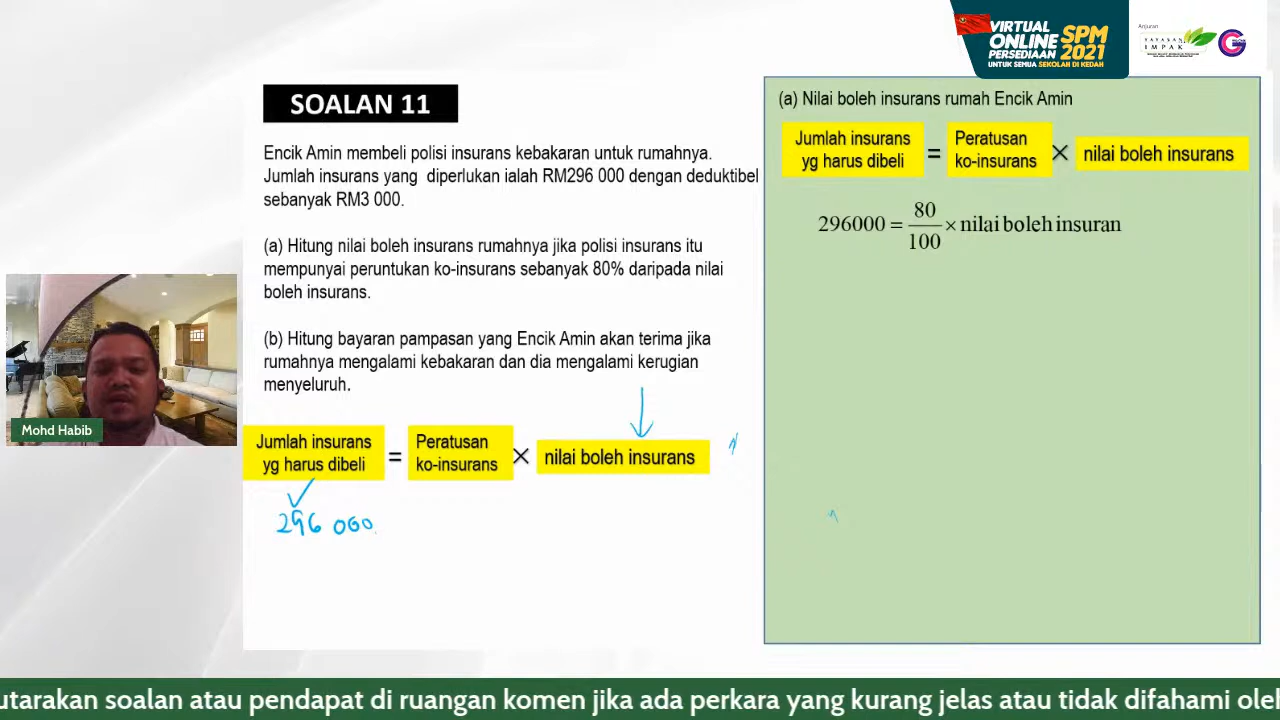 VIRTUAL
ONLINE
PERSEDIAAN
SPM
2021
UNTUK SEMUA SEKOLAH DI KEDAH
Anjuran
YAYASAN
IMPAK
SOALAN 11
Encik Amin membeli polisi insurans kebakaran untuk rumahnya.
Jumlah insurans yang diperlukan ialah RM296 000 dengan deduktibel
sebanyak RM3 000.
(a) Hitung nilai boleh insurans rumahnya jika polisi insurans itu
mempunyai peruntukan ko-insurans sebanyak 80% daripada nilai
boleh insurans.
(b) Hitung bayaran pampasan yang Encik Amin akan terima jika
rumahnya mengalami kebakaran dan dia mengalami kerugian
menyeluruh.
Jumlah insurans
yg harus dibeli
=
Peratusan
ko-insurans
×
nilai boleh insurans
296 000
(a) Nilai boleh insurans rumah Encik Amin
Jumlah insurans
yg harus dibeli
=
Peratusan
ko-insurans
×
nilai boleh insurans
296000 = 80/100 × nilai boleh insuran
Mohd Habib
utarakan soalan atau pendapat di ruangan komen jika ada perkara yang kurang jelas atau tidak difahami ole